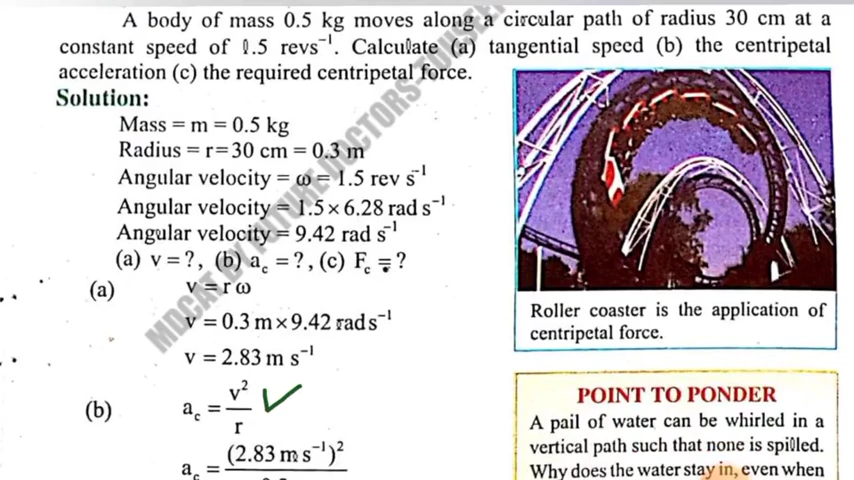 A body of mass 0.5 kg moves along a circular path of radius 30 cm at a
constant speed of 1.5 revs⁻¹. Calculate (a) tangential speed (b) the centripetal
acceleration (c) the required centripetal force.
Solution:
Mass = m = 0.5 kg
Radius = r= 30 cm = 0.3 m
Angular velocity = ω = 1.5 rev s⁻¹
Angular velocity = 1.5 × 6.28 rad s⁻¹
Angular velocity = 9.42 rad s⁻¹
(a) v = ?, (b) a_c = ?, (c) F_c = ?
(a) v = r ω
v = 0.3 m × 9.42 rad s⁻¹
v = 2.83 m s⁻¹
(b) a_c = v²/r
a_c = (2.83 m s⁻¹)²
Roller coaster is the application of
centripetal force.
POINT TO PONDER
A pail of water can be whirled in a
vertical path such that none is spilled.
Why does the water stay in, even when